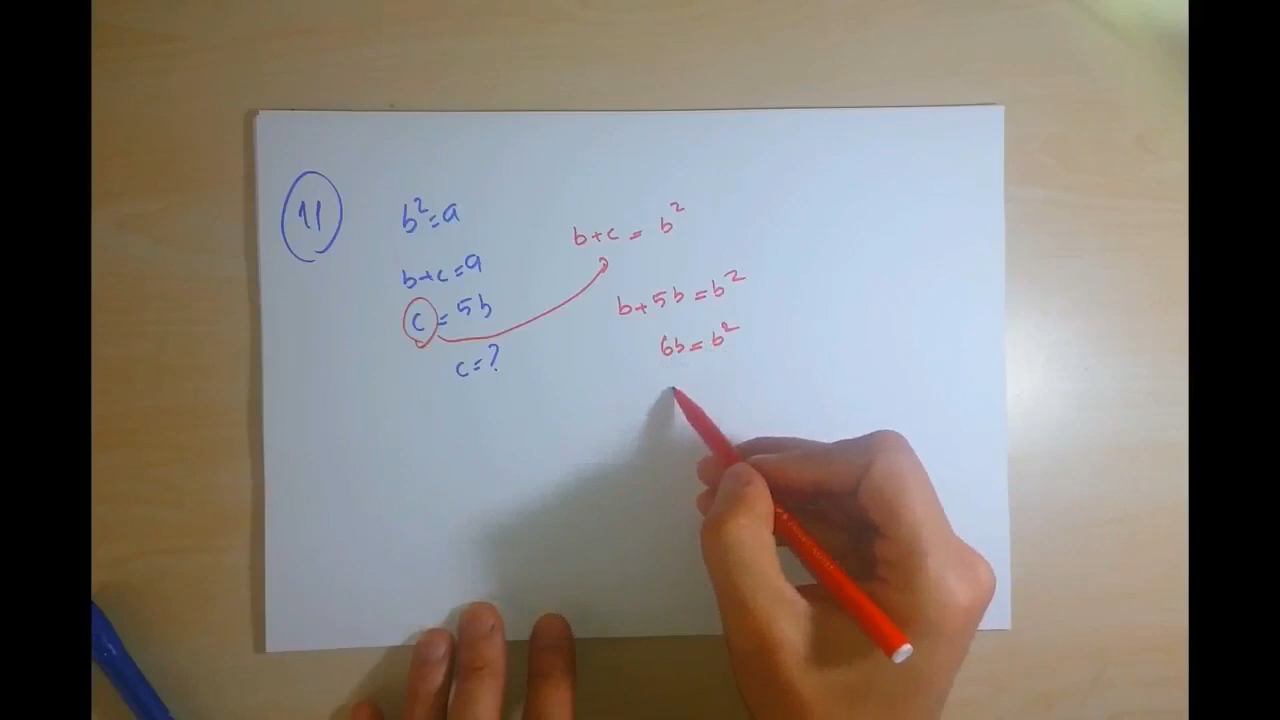 11
b²=a
b+c=a
c=5b
c=?
b+c=b²
b+5b=b²
6b=b²